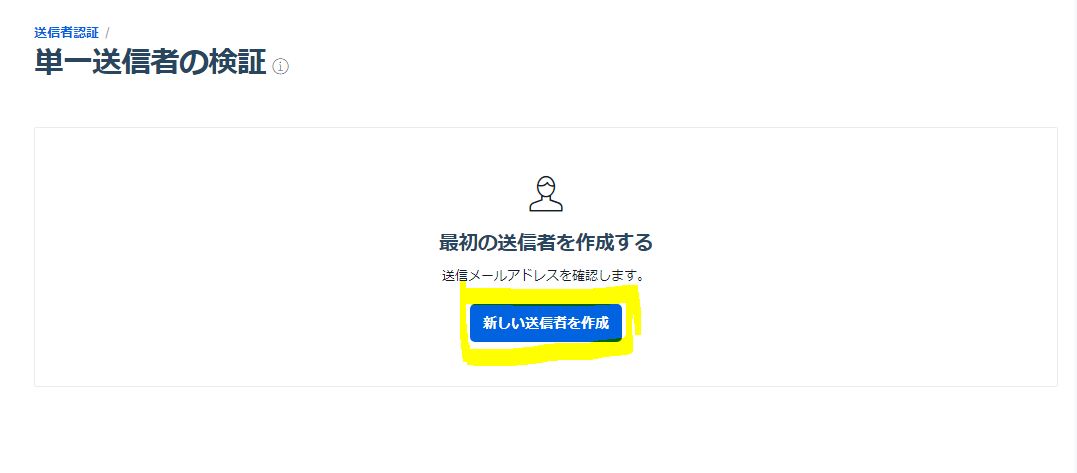 送信者認証 /
単一送信者の検証 ⓘ
最初の送信者を作成する
送信メールアドレスを確認します。
新しい送信者を作成